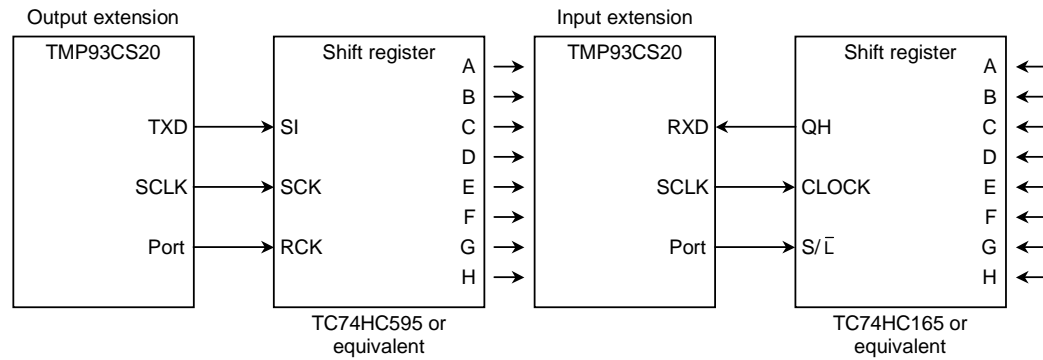 Output extension
TMP93CS20
TXD
SCLK
Port
Shift register
SI
SCK
RCK
A
B
C
D
E
F
G
H
TC74HC595 or
equivalent
Input extension
TMP93CS20
RXD
SCLK
Port
Shift register
QH
CLOCK
S/L̅
A
B
C
D
E
F
G
H
TC74HC165 or
equivalent